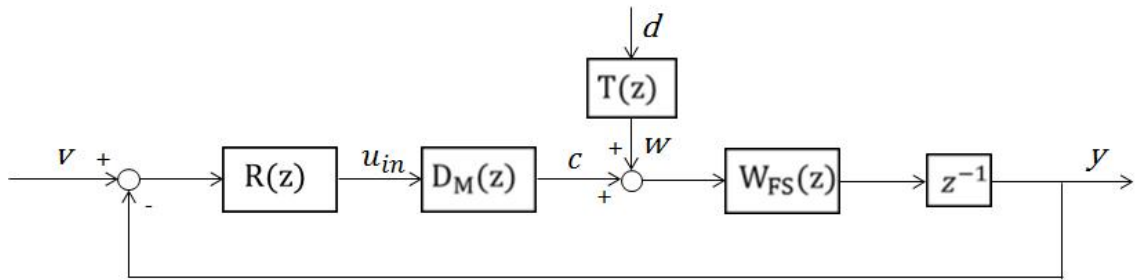 d
T(z)
v + R(z) u_in D_M(z) c + + w W_FS(z) z⁻¹ y
-